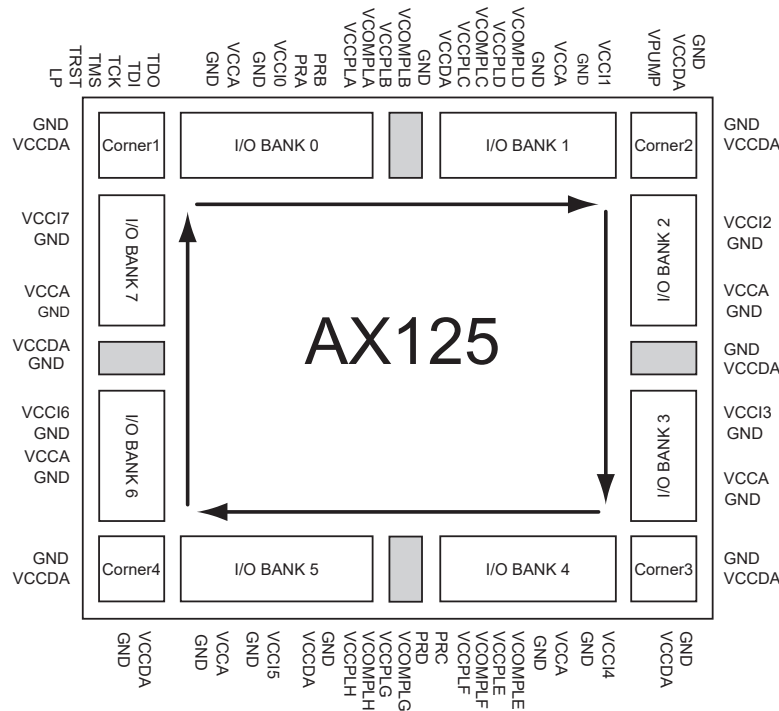 LP
TRST
TMS
TCK
TDI
TDO
GND
VCCA
GND
VCCI0
PRA
PRB
VCCPLA
VCOMPLA
VCCPLB
VCOMPLB
GND
VCCDA
VCCPLC
VCOMPLC
VCCPLD
VCOMPLD
GND
VCCA
GND
VCCI1
VPUMP
VCCDA
GND
GND
VCCDA
Corner1
I/O BANK 0
I/O BANK 1
Corner2
GND
VCCDA
VCCI7
GND
VCCA
GND
I/O BANK 7
I/O BANK 2
VCCI2
GND
VCCA
GND
AX125
VCCDA
GND
GND
VCCDA
VCCI6
GND
VCCA
GND
I/O BANK 6
I/O BANK 3
VCCI3
GND
VCCA
GND
GND
VCCDA
Corner4
I/O BANK 5
I/O BANK 4
Corner3
GND
VCCDA
GND
VCCDA
GND
VCCA
GND
VCCI5
VCCDA
GND
VCCPLH
VCOMPLH
VCCPLG
VCOMPLG
PRD
PRC
VCCPLF
VCOMPLF
VCCPLE
VCOMPLE
GND
VCCA
GND
VCCI4
VCCDA
GND